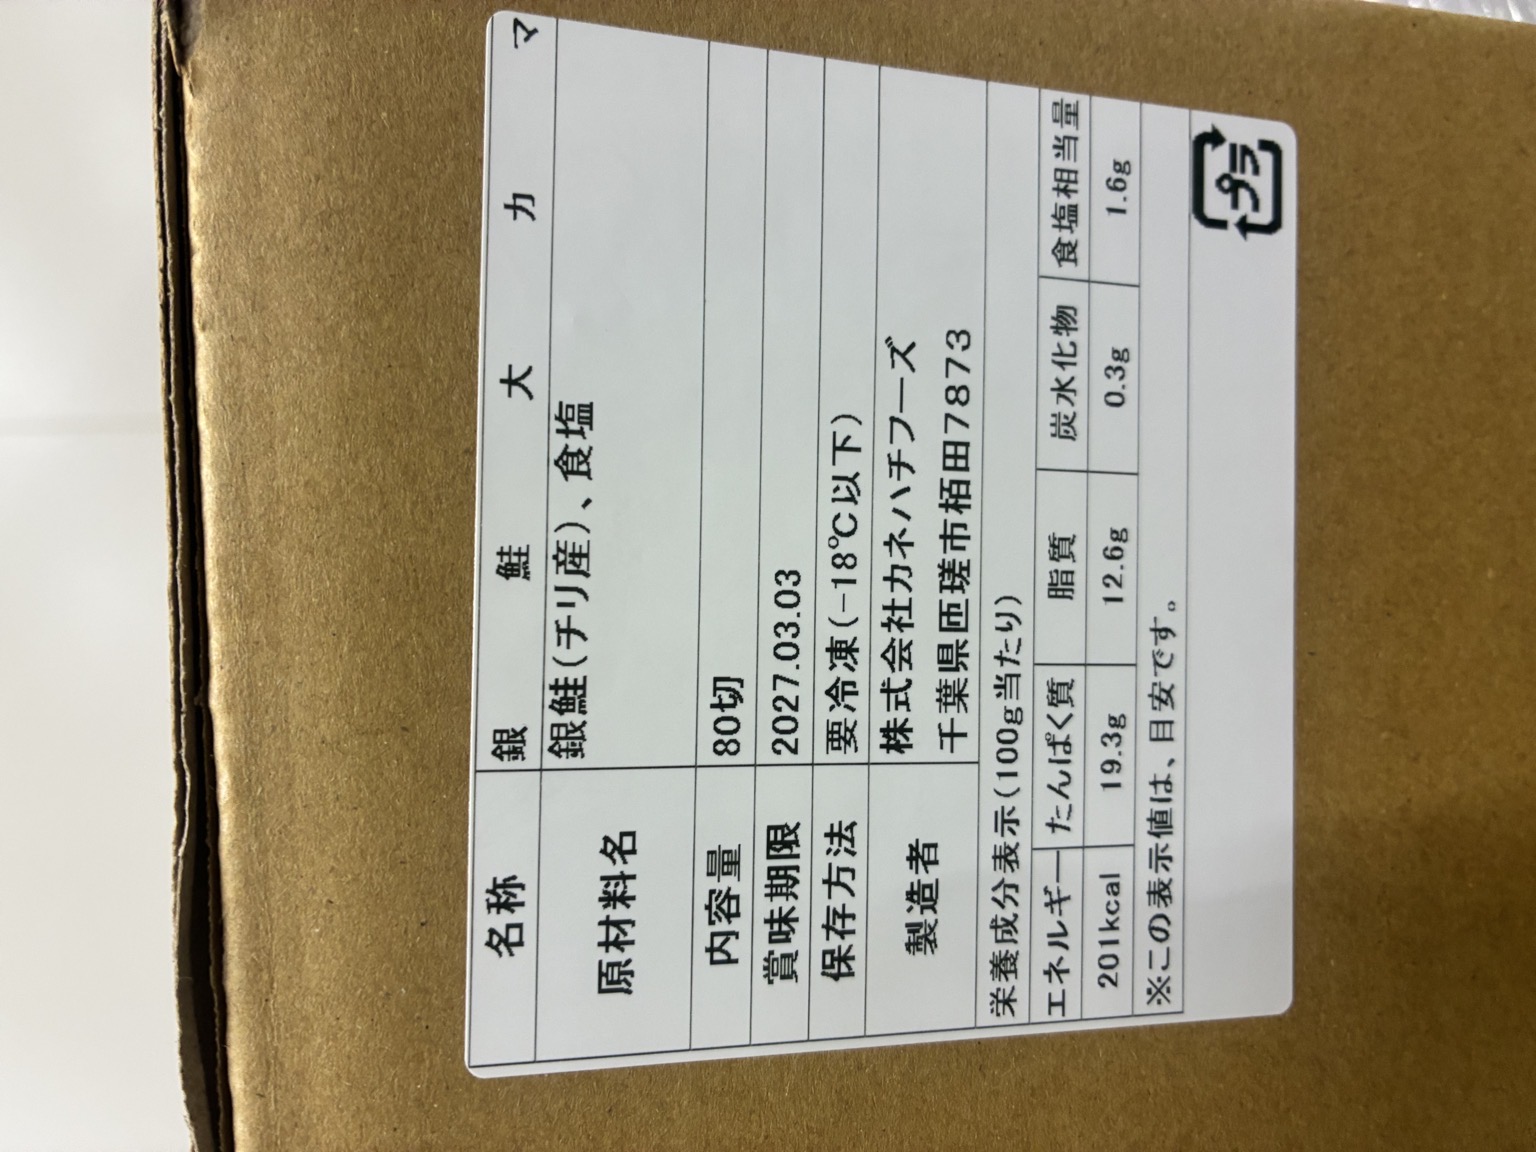 名称 銀鮭大カマ
原材料名 銀鮭(チリ産)、食塩
内容量 80切
賞味期限 2027.03.03
保存方法 要冷凍(-18℃以下)
製造者 株式会社カネハチフーズ
千葉県匝瑳市栢田7873
栄養成分表示(100g当たり)
エネルギー たんぱく質 脂質 炭水化物 食塩相当量
201kcal 19.3g 12.6g 0.3g 1.6g
※この表示値は、目安です。
プラ